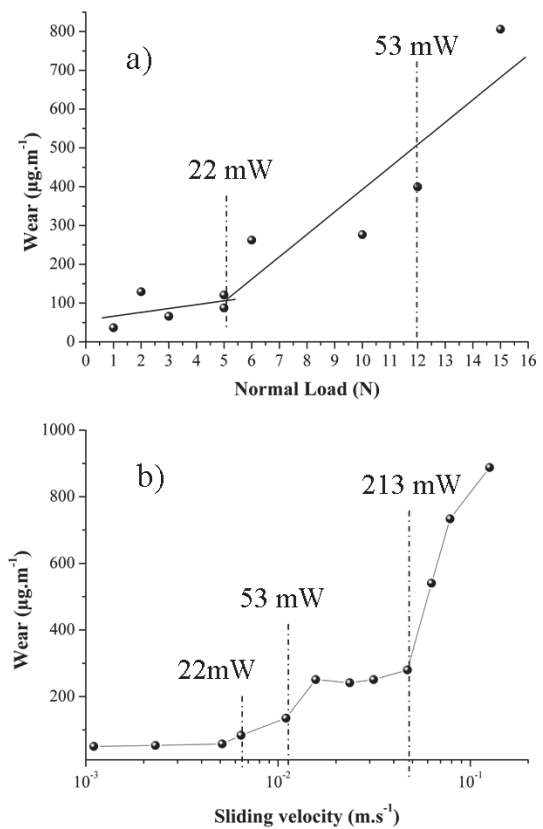 a)
53 mW
22 mW
800
700
600
500
400
300
200
100
0
Wear (µg.m⁻¹)
0 1 2 3 4 5 6 7 8 9 10 11 12 13 14 15 16
Normal Load (N)
b)
213 mW
53 mW
22mW
1000
800
600
400
200
Wear (µg.m⁻¹)
10⁻³ 10⁻² 10⁻¹
Sliding velocity (m.s⁻¹)